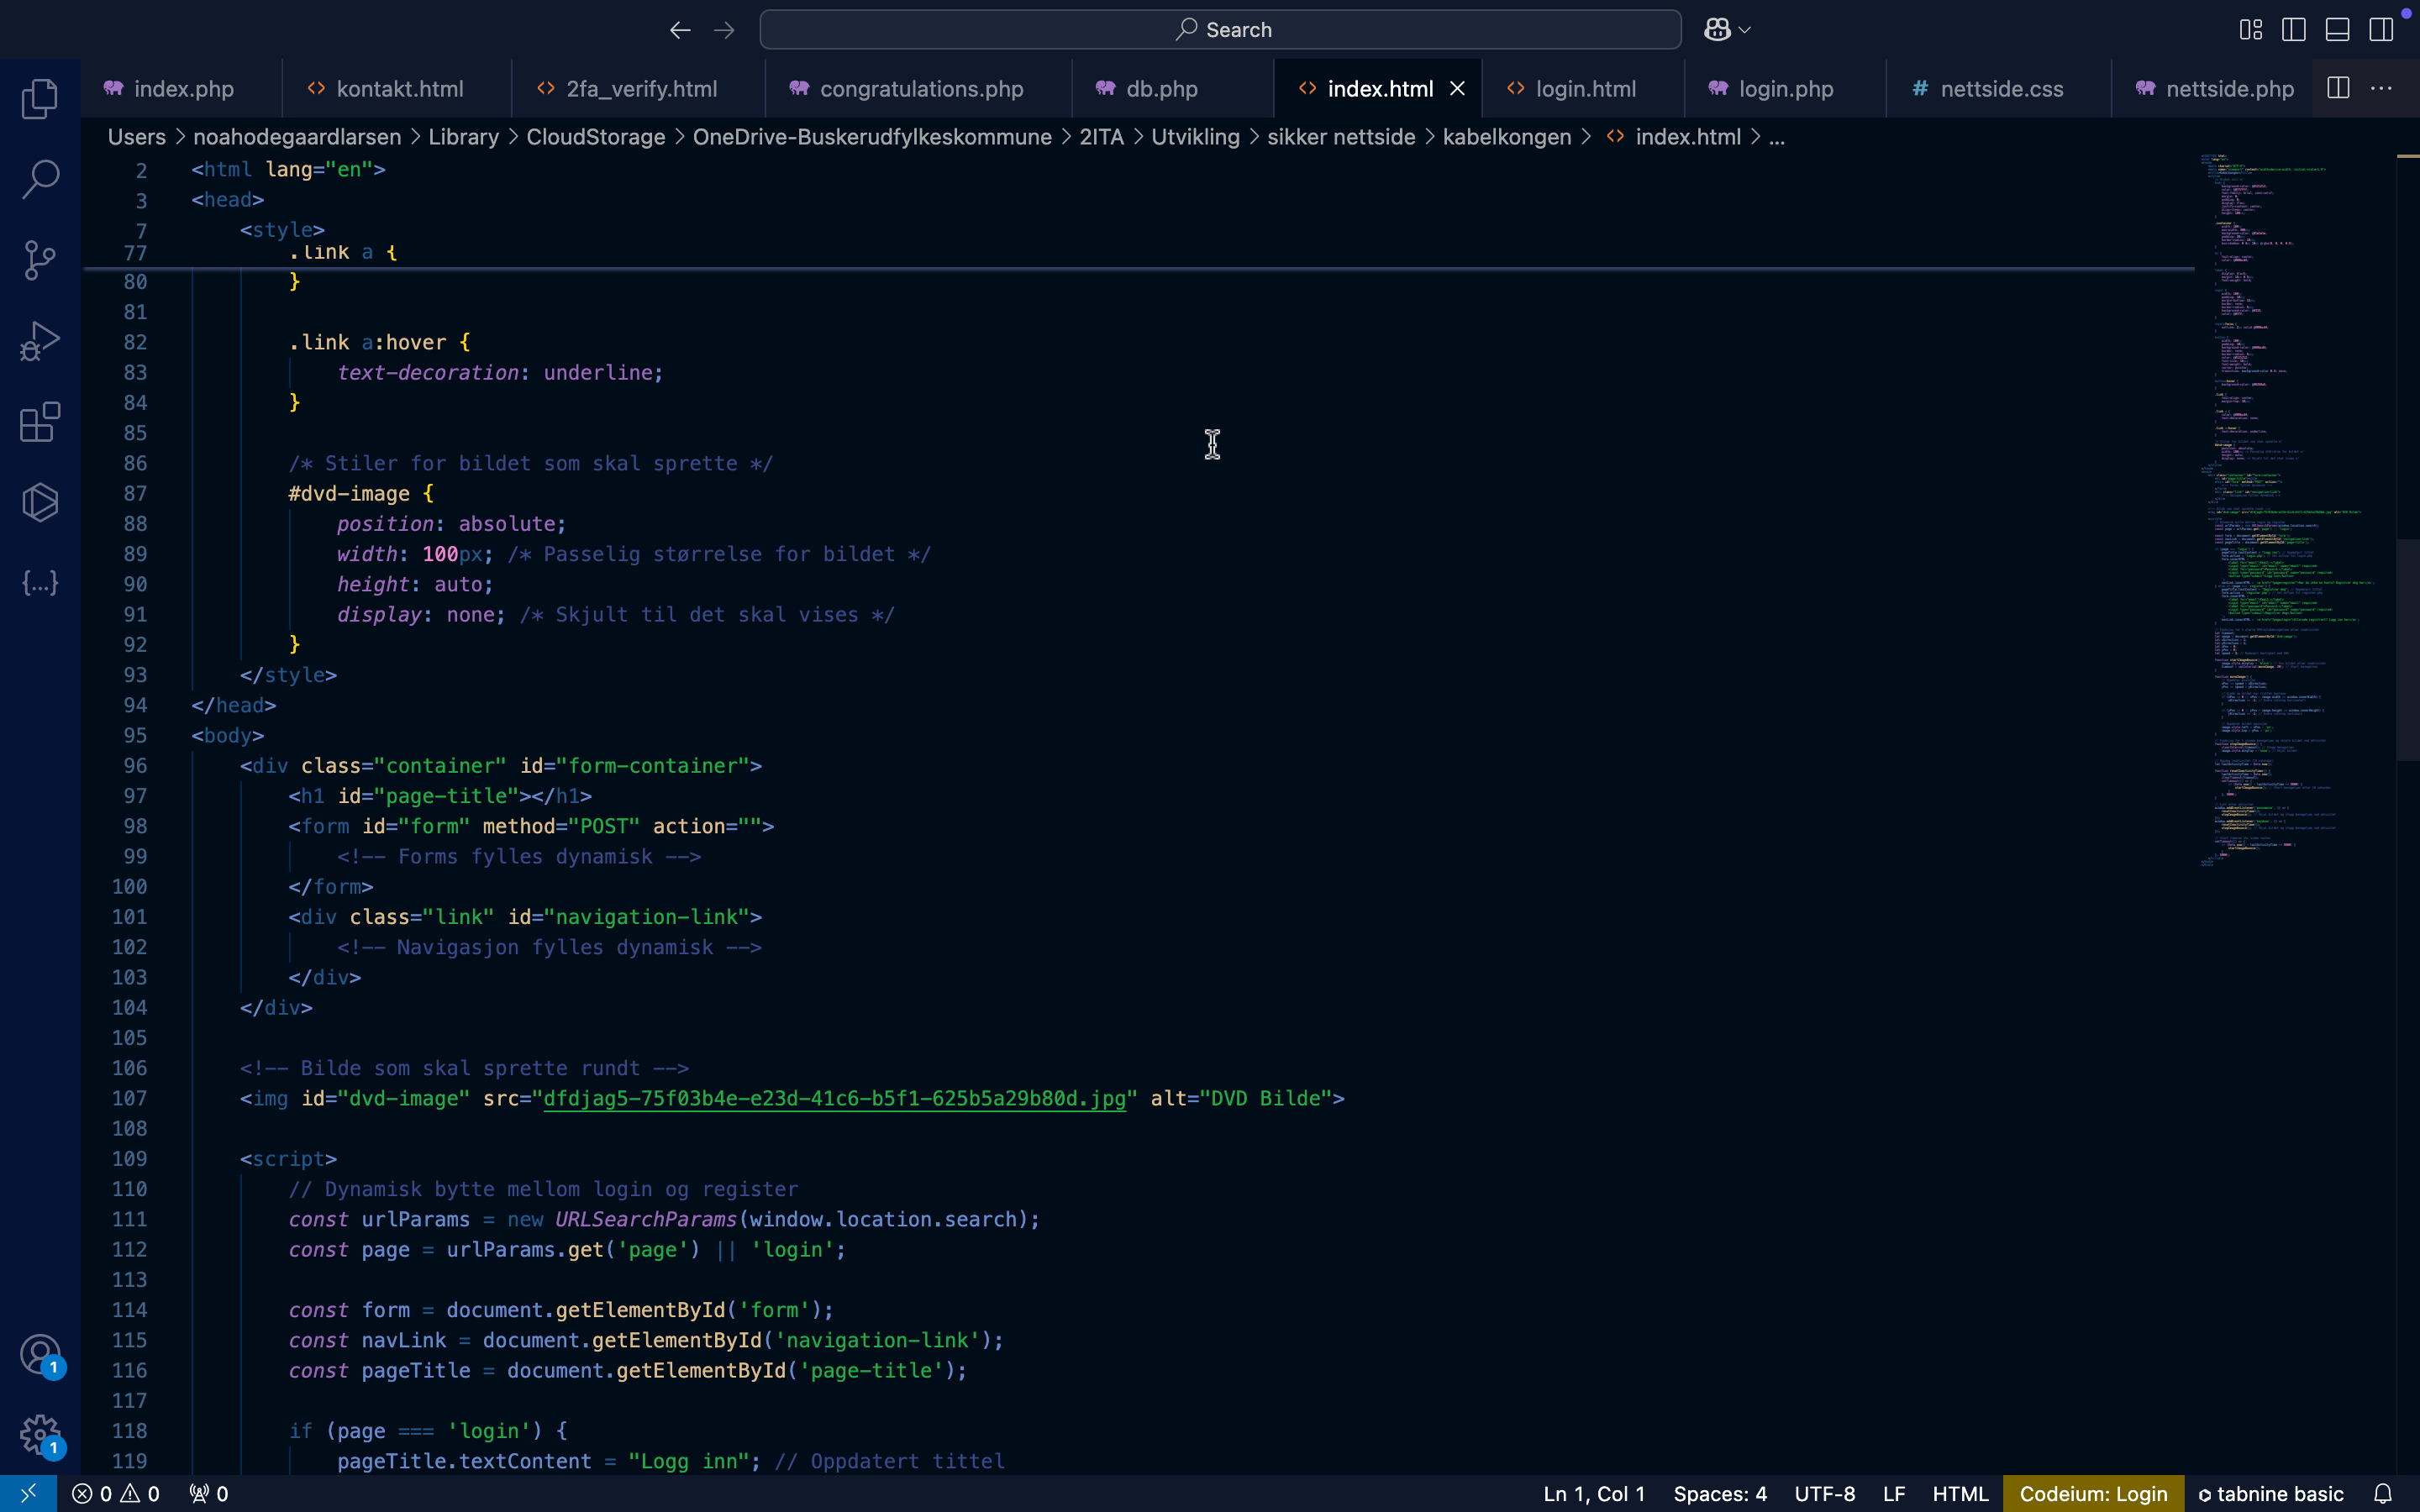 Search
index.php
kontakt.html
2fa_verify.html
congratulations.php
db.php
index.html
login.html
login.php
# nettside.css
nettside.php
Users > noahodegaardlarsen > Library > CloudStorage > OneDrive-Buskerudfylkeskommune > 2ITA > Utvikling > sikker nettside > kabelkongen > <> index.html > ...
2 <html lang="en">
3 <head>
7 <style>
77 .link a {
80 }
81
82 .link a:hover {
83 text-decoration: underline;
84 }
85
86 /* Stiler for bildet som skal sprette */
87 #dvd-image {
88 position: absolute;
89 width: 100px; /* Passelig størrelse for bildet */
90 height: auto;
91 display: none; /* Skjult til det skal vises */
92 }
93 </style>
94 </head>
95 <body>
96 <div class="container" id="form-container">
97 <h1 id="page-title"></h1>
98 <form id="form" method="POST" action="">
99 <!-- Forms fylles dynamisk -->
100 </form>
101 <div class="link" id="navigation-link">
102 <!-- Navigasjon fylles dynamisk -->
103 </div>
104 </div>
105
106 <!-- Bilde som skal sprette rundt -->
107 <img id="dvd-image" src="dfdjag5-75f03b4e-e23d-41c6-b5f1-625b5a29b80d.jpg" alt="DVD Bilde">
108
109 <script>
110 // Dynamisk bytte mellom login og register
111 const urlParams = new URLSearchParams(window.location.search);
112 const page = urlParams.get('page') || 'login';
113
114 const form = document.getElementById('form');
115 const navLink = document.getElementById('navigation-link');
116 const pageTitle = document.getElementById('page-title');
117
118 if (page === 'login') {
119 pageTitle.textContent = "Logg inn"; // Oppdatert tittel
1
1
0 0 0
Ln 1, Col 1
Spaces: 4
UTF-8
LF
HTML
Codeium: Login
tabnine basic